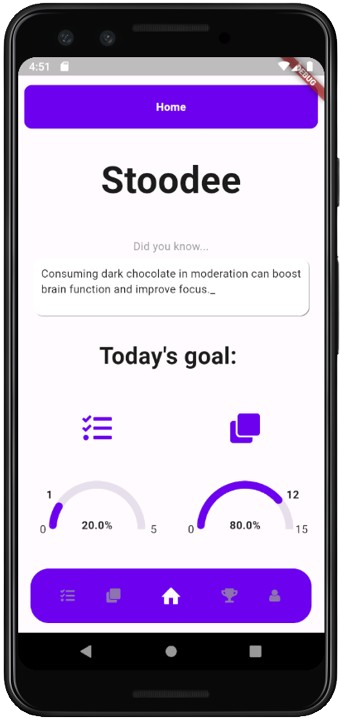 4:51
DEBUG
Home
Stoodee
Did you know...
Consuming dark chocolate in moderation can boost
brain function and improve focus._
Today's goal:
1
0
20.0%
5
12
0
80.0%
15